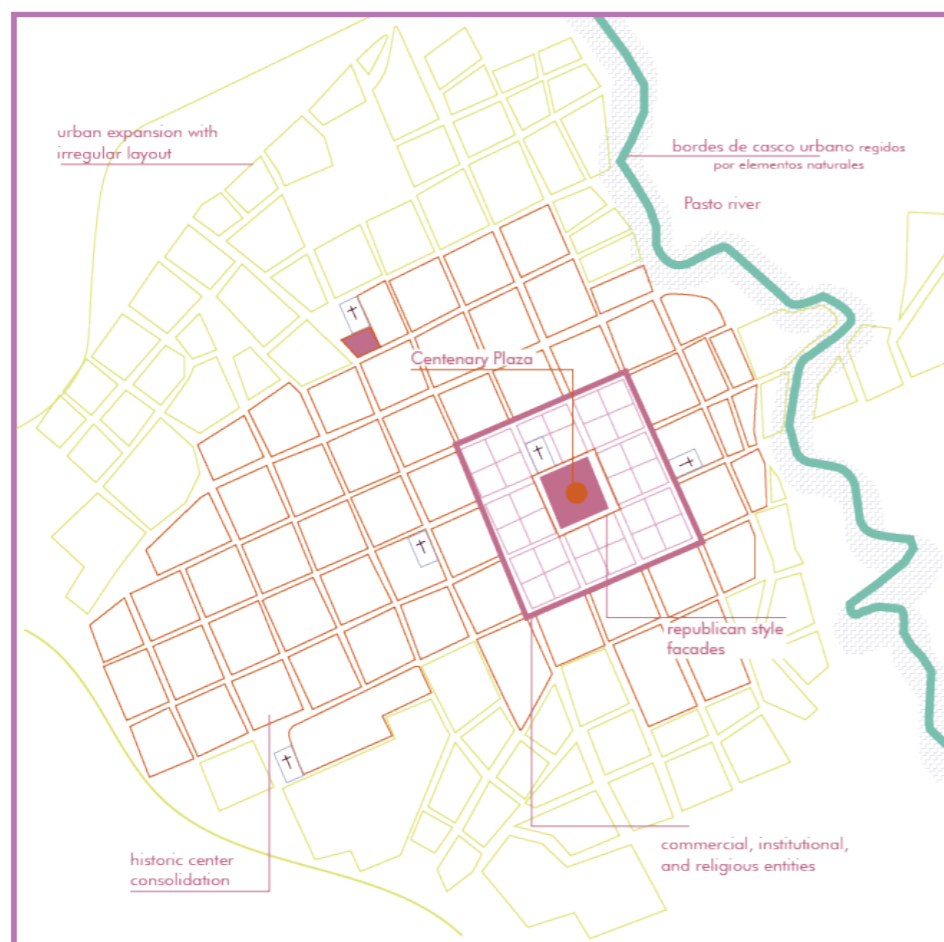 urban expansion with
irregular layout
bordes de casco urbano regidos
por elementos naturales
Pasto river
Centenary Plaza
republican style
facades
commercial, institutional,
and religious entities
historic center
consolidation